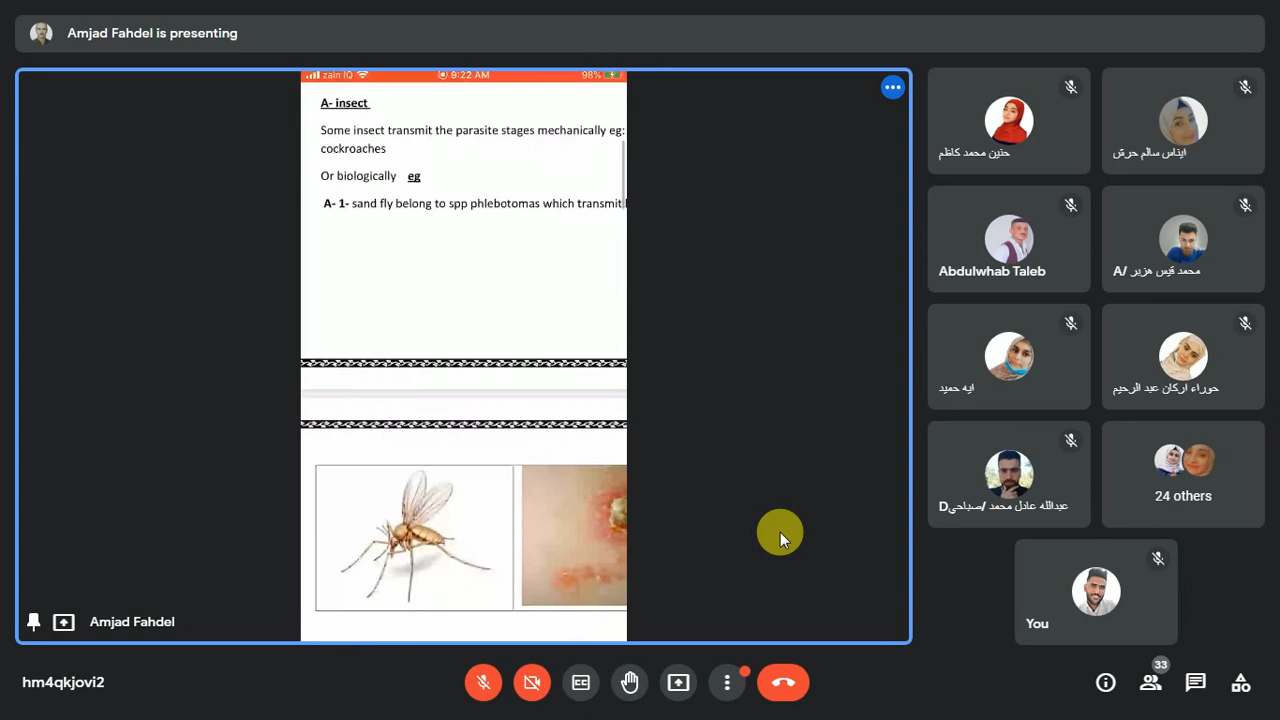 Amjad Fahdel is presenting
zain IQ
9:22 AM
98%
A- insect
Some insect transmit the parasite stages mechanically eg:
cockroaches
Or biologically eg
A- 1- sand fly belong to spp phlebotomas which transmit
Amjad Fahdel
حنين محمد كاظم
ايناس سالم حرش
Abdulwhab Taleb
محمد قيس هزبر /A
ايه حميد
حوراء اركان عبد الرحيم
عبدالله عادل محمد /صباحيD
24 others
You
hm4qkjovi2
33